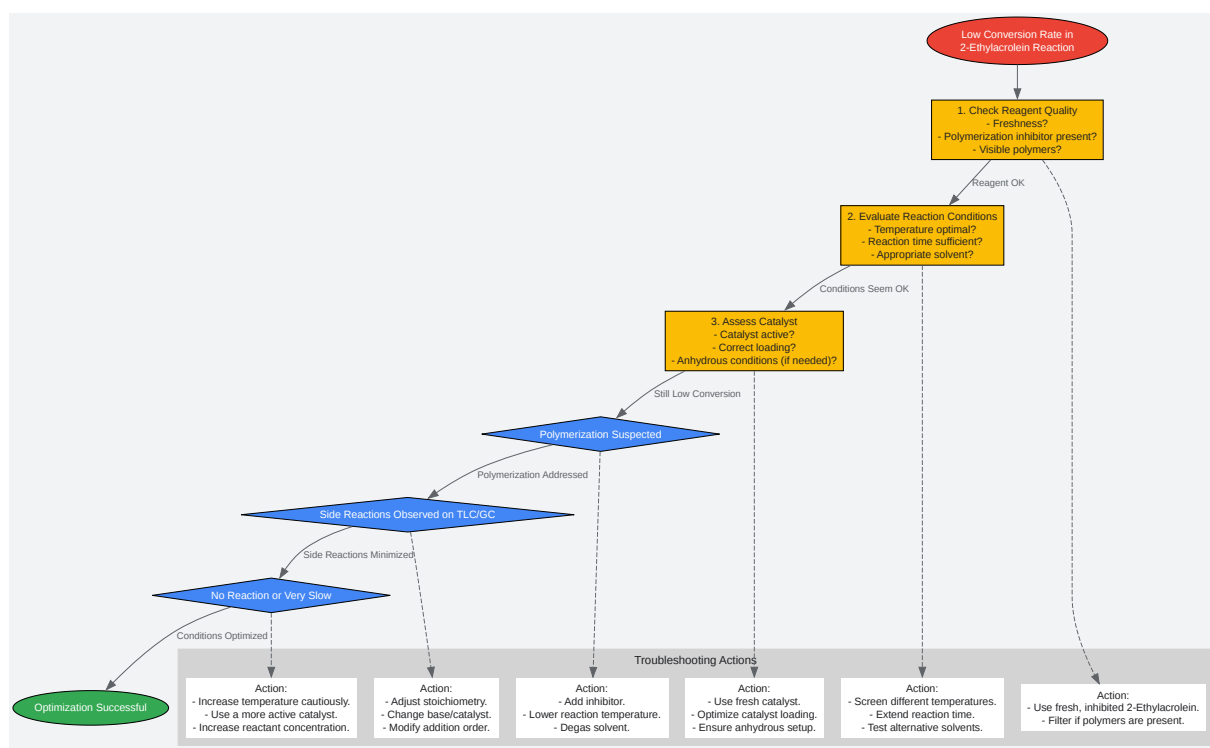 Low Conversion Rate in
2-Ethylacrolein Reaction
1. Check Reagent Quality
- Freshness?
- Polymerization inhibitor present?
- Visible polymers?
Reagent OK
2. Evaluate Reaction Conditions
- Temperature optimal?
- Reaction time sufficient?
- Appropriate solvent?
Conditions Seem OK
3. Assess Catalyst
- Catalyst active?
- Correct loading?
- Anhydrous conditions (if needed)?
Still Low Conversion
Polymerization Suspected
Polymerization Addressed
Side Reactions Observed on TLC/GC
Side Reactions Minimized
No Reaction or Very Slow
Conditions Optimized
Optimization Successful
Troubleshooting Actions
Action:
- Increase temperature cautiously.
- Use a more active catalyst.
- Increase reactant concentration.
Action:
- Adjust stoichiometry.
- Change base/catalyst.
- Modify addition order.
Action:
- Add inhibitor.
- Lower reaction temperature.
- Degas solvent.
Action:
- Use fresh catalyst.
- Optimize catalyst loading.
- Ensure anhydrous setup.
Action:
- Screen different temperatures.
- Extend reaction time.
- Test alternative solvents.
Action:
- Use fresh, inhibited 2-Ethylacrolein.
- Filter if polymers are present.